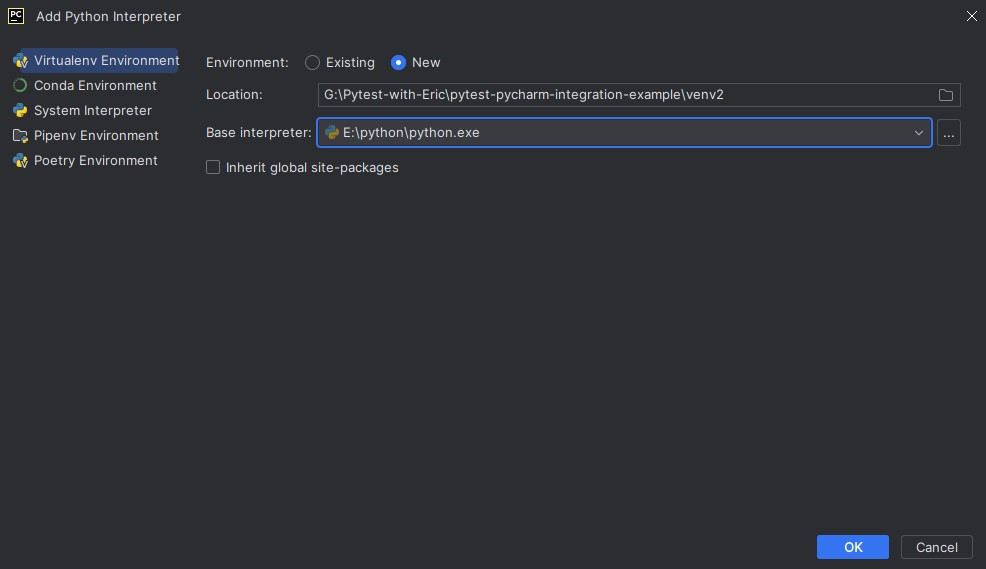 PC Add Python Interpreter
Virtualenv Environment
Conda Environment
System Interpreter
Pipenv Environment
Poetry Environment
Environment: Existing New
Location: G:\Pytest-with-Eric\pytest-pycharm-integration-example\venv2
Base interpreter: E:\python\python.exe ...
Inherit global site-packages
OK Cancel